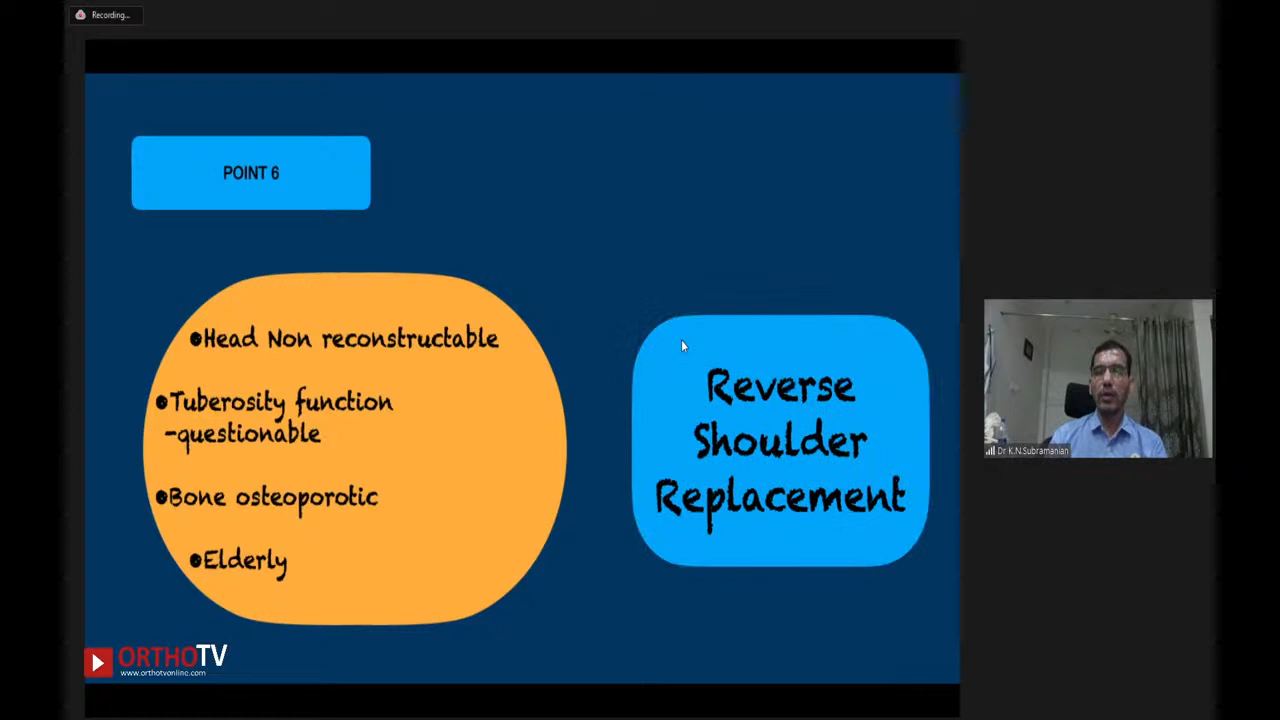 Recording...
POINT 6
•Head Non reconstructable
•Tuberosity function
-questionable
•Bone osteoporotic
•Elderly
Reverse
Shoulder
Replacement
Dr K.N.Subramanian
ORTHOTV
www.orthotvonline.com